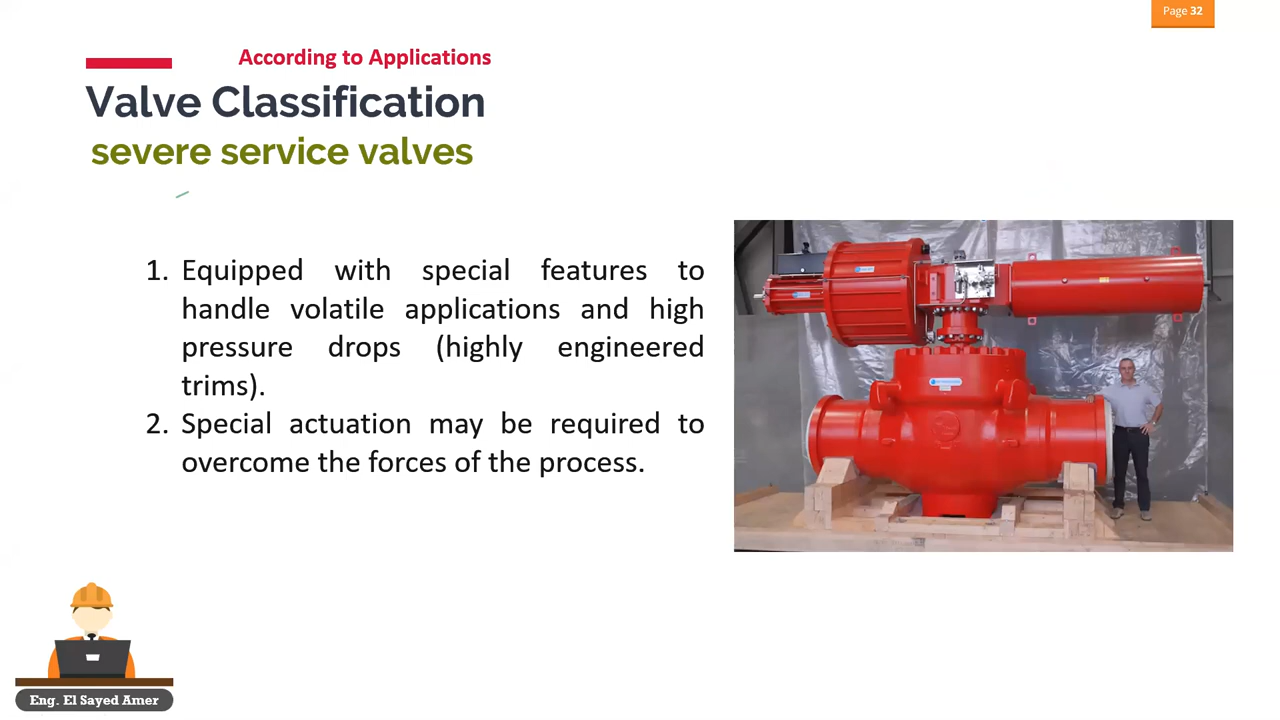 Page 32
According to Applications
Valve Classification
severe service valves
1. Equipped with special features to
handle volatile applications and high
pressure drops (highly engineered
trims).
2. Special actuation may be required to
overcome the forces of the process.
Eng. El Sayed Amer